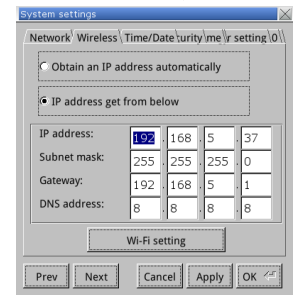 System settings
Network Wireless Time/Date curity me r setting 0
Obtain an IP address automatically
IP address get from below
IP address: 192 . 168 . 5 . 37
Subnet mask: 255 . 255 . 255 . 0
Gateway: 192 . 168 . 5 . 1
DNS address: 8 . 8 . 8 . 8
Wi-Fi setting
Prev Next Cancel Apply OK